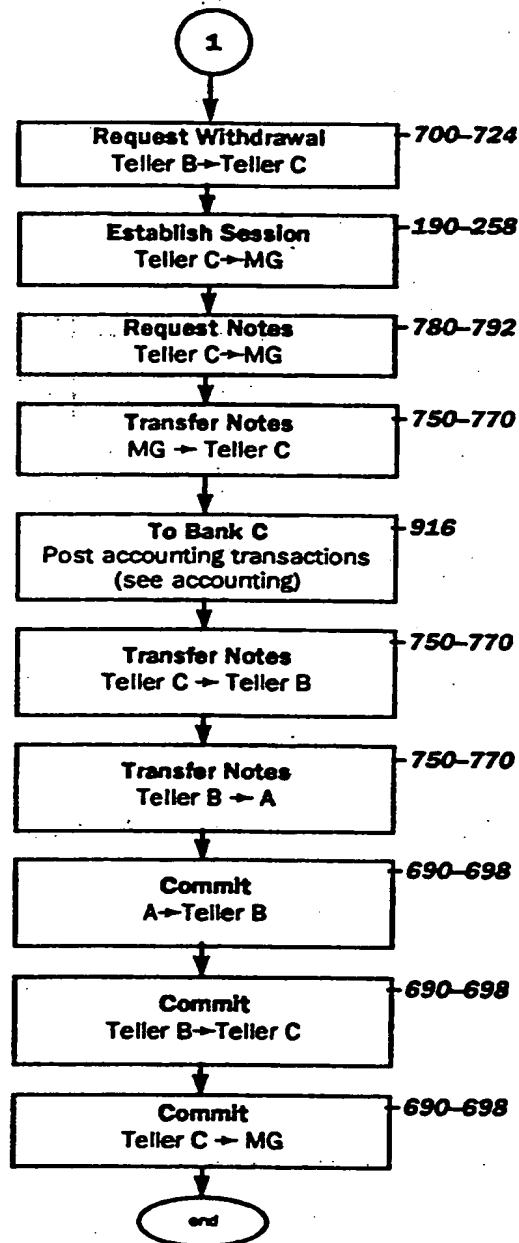 1
Request Withdrawal
Teller B→Teller C
700–724
Establish Session
Teller C→MG
190–258
Request Notes
Teller C→MG
780–792
Transfer Notes
MG → Teller C
750–770
To Bank C
Post accounting transactions
(see accounting)
916
Transfer Notes
Teller C → Teller B
750–770
Transfer Notes
Teller B → A
750–770
Commit
A→Teller B
690–698
Commit
Teller B→Teller C
690–698
Commit
Teller C → MG
690–698
end